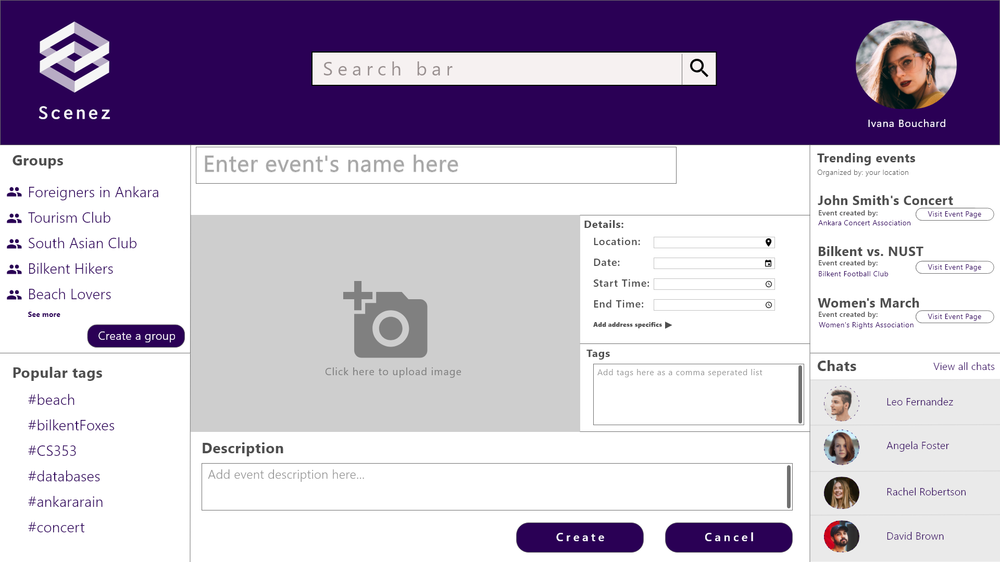 Scenez
Search bar
Ivana Bouchard
Groups
Foreigners in Ankara
Tourism Club
South Asian Club
Bilkent Hikers
Beach Lovers
See more
Create a group
Popular tags
#beach
#bilkentFoxes
#CS353
#databases
#ankararain
#concert
Enter event's name here
Click here to upload image
Details:
Location:
Date:
Start Time:
End Time:
Add address specifics
Tags
Add tags here as a comma seperated list
Description
Add event description here...
Create
Cancel
Trending events
Organized by: your location
John Smith's Concert
Event created by:
Ankara Concert Association
Visit Event Page
Bilkent vs. NUST
Event created by:
Bilkent Football Club
Visit Event Page
Women's March
Event created by:
Women's Rights Association
Visit Event Page
Chats
View all chats
Leo Fernandez
Angela Foster
Rachel Robertson
David Brown